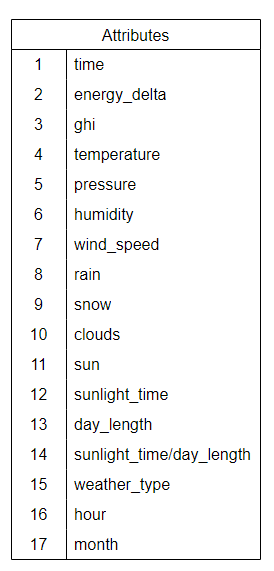 Attributes
1 time
2 energy_delta
3 ghi
4 temperature
5 pressure
6 humidity
7 wind_speed
8 rain
9 snow
10 clouds
11 sun
12 sunlight_time
13 day_length
14 sunlight_time/day_length
15 weather_type
16 hour
17 month